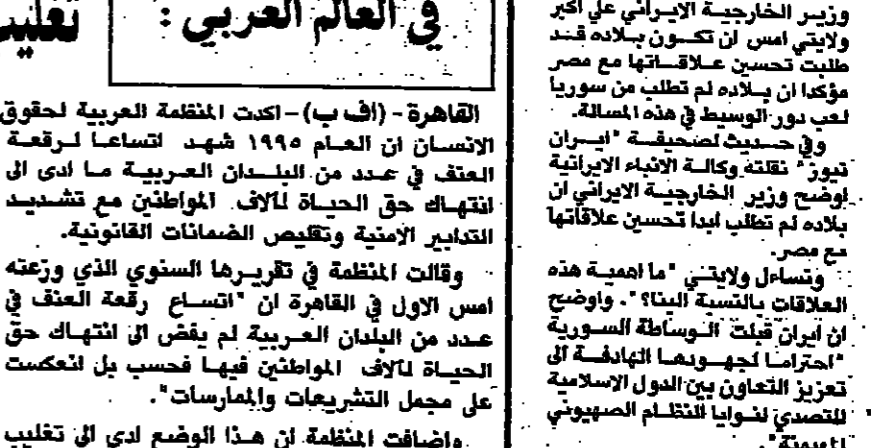 وزير الخارجية الايراني علي اكبر
ولايتي امس ان تكون بلاده قد
طلبت تحسين علاقاتها مع مصر
مؤكدا ان بلاده لم تطلب من سوريا
لعب دور الوسيط في هذه المسالة.
وفي حديث لصحيفة "ايران
نيوز" نقلته وكالة الانباء الايرانية
اوضح وزير الخارجية الايراني ان
بلاده لم تطلب ابدا تحسين علاقاتها
مع مصر.
وتساءل ولايتي "ما اهمية هذه
العلاقات بالنسبة الينا؟". واوضح
ان ايران قبلت الوساطة السورية
"احتراما لجهودها الهادفة الى
تعزيز التعاون بين الدول الاسلامية
للتصدي لنوايا النظام الصهيوني
في العالم العربي :
القاهرة - (اف ب) - اكدت المنظمة العربية لحقوق
الانسان ان العام ١٩٩٥ شهد اتساعا لرقعة
العنف في عدد من البلدان العربية ما ادى الى
انتهاك حق الحياة لآلاف المواطنين مع تشديد
التدابير الامنية وتقليص الضمانات القانونية.
وقالت المنظمة في تقريرها السنوي الذي وزعته
امس الاول في القاهرة ان "اتساع رقعة العنف في
عدد من البلدان العربية لم يفض الى انتهاك حق
الحياة لآلاف المواطنين فيها فحسب بل انعكست
على مجمل التشريعات والممارسات".
واضافت المنظمة ان هذا الوضع ادى الى تغليب